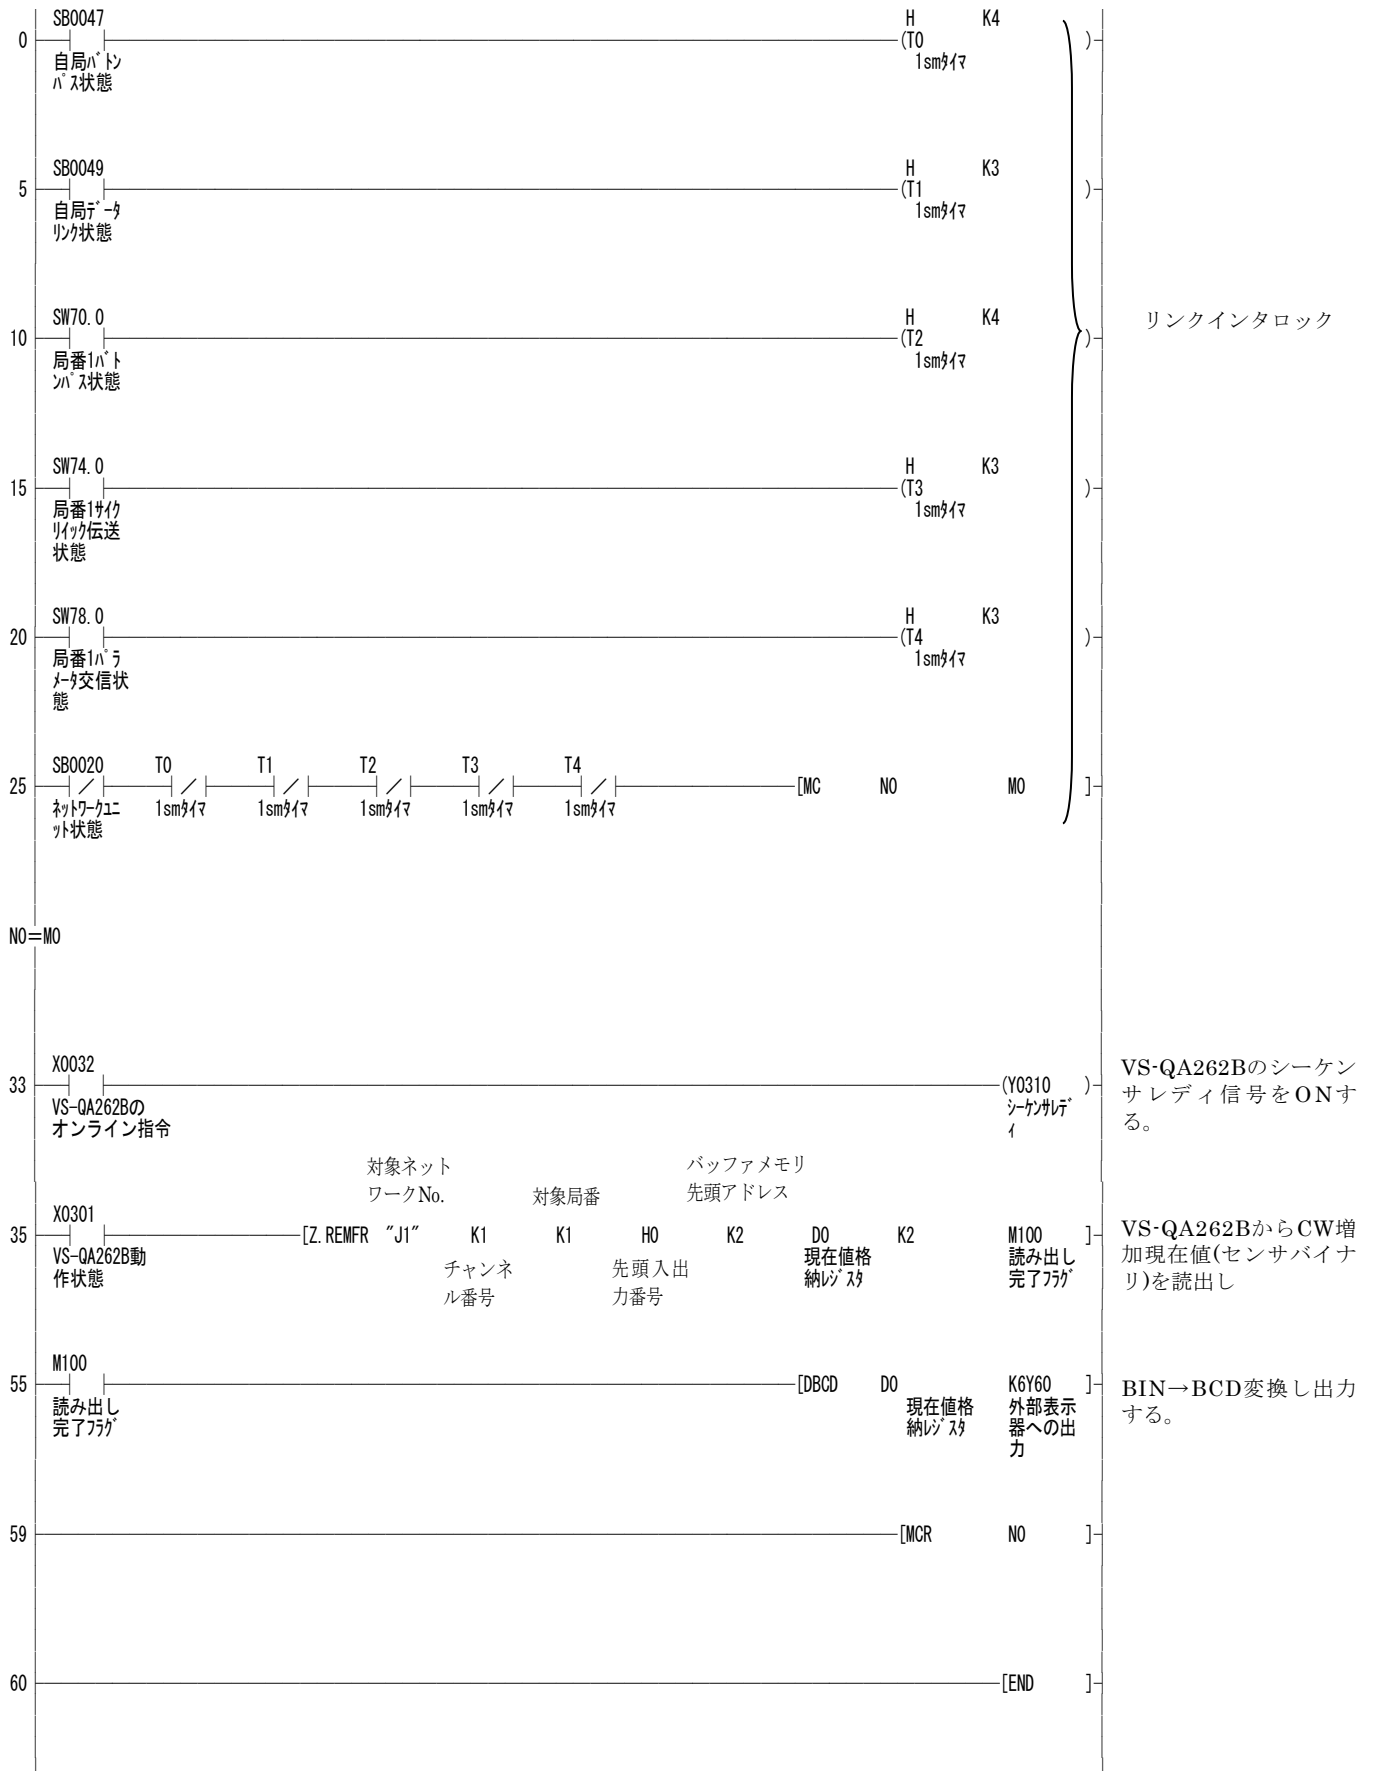 SB0047 H K4
0 (T0 )
自局バトン 1smタイマ
パス状態
SB0049 H K3
5 (T1 )
自局データ 1smタイマ
リンク状態
SW70.0 H K4
10 (T2 )
局番1バト 1smタイマ
ンパス状態
リンクインタロック
SW74.0 H K3
15 (T3 )
局番1サイク 1smタイマ
リイック伝送
状態
SW78.0 H K3
20 (T4 )
局番1パラ 1smタイマ
メータ交信状
態
SB0020 T0 T1 T2 T3 T4
25 [MC N0 M0 ]
ネットワークユニ 1smタイマ 1smタイマ 1smタイマ 1smタイマ 1smタイマ
ット状態
N0=M0
X0032
33 (Y0310 )
VS-QA262Bの シーケンサレデ
オンライン指令 ィ
VS-QA262Bのシーケン
サレディ信号をONす
る。
対象ネット バッファメモリ
ワークNo. 対象局番 先頭アドレス
X0301
35 [Z.REMFR "J1" K1 K1 H0 K2 D0 K2 M100 ]
VS-QA262B動 現在値格 読み出し
作状態 納レジスタ 完了フラグ
チャンネ 先頭入出
ル番号 力番号
VS-QA262BからCW増
加現在値(センサバイナ
リ)を読出し
M100
55 [DBCD D0 K6Y60 ]
読み出し 現在値格 外部表示
完了フラグ 納レジスタ 器への出
力
BIN→BCD変換し出力
する。
59 [MCR N0 ]
60 [END ]